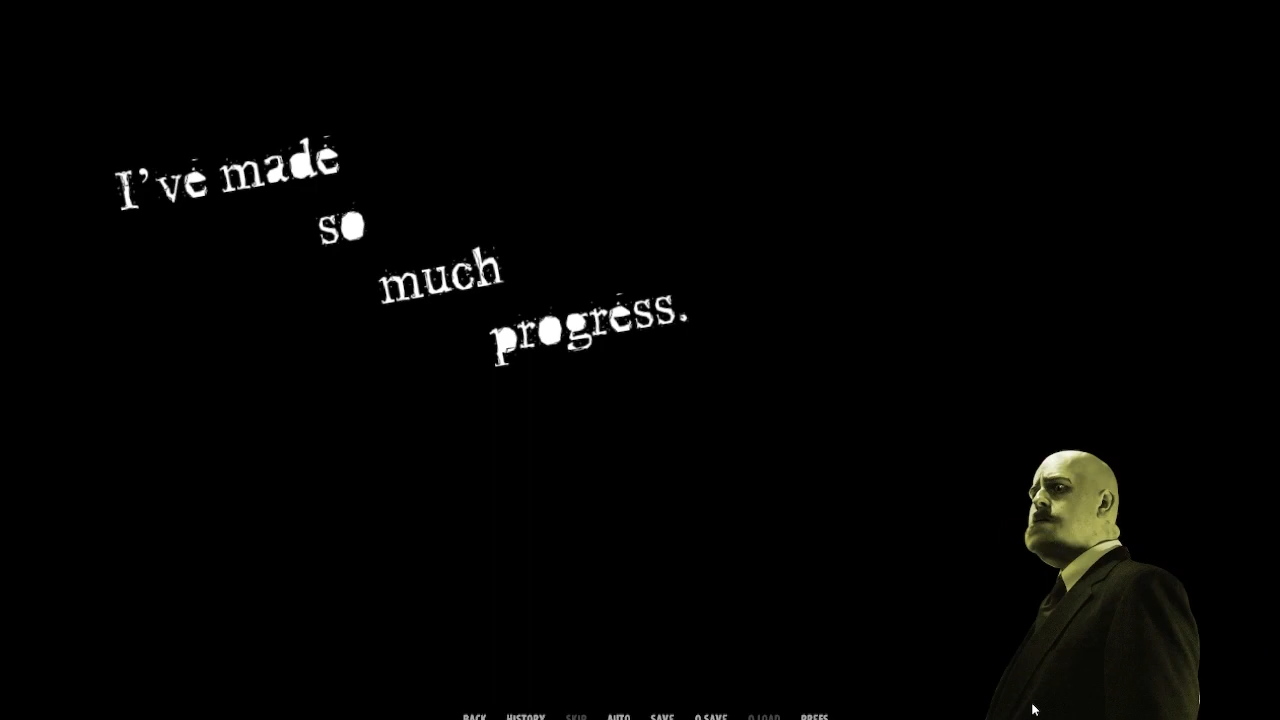 I've made
so
much
progress.
BACK HISTORY SKIP AUTO SAVE Q.SAVE Q.LOAD PREFS